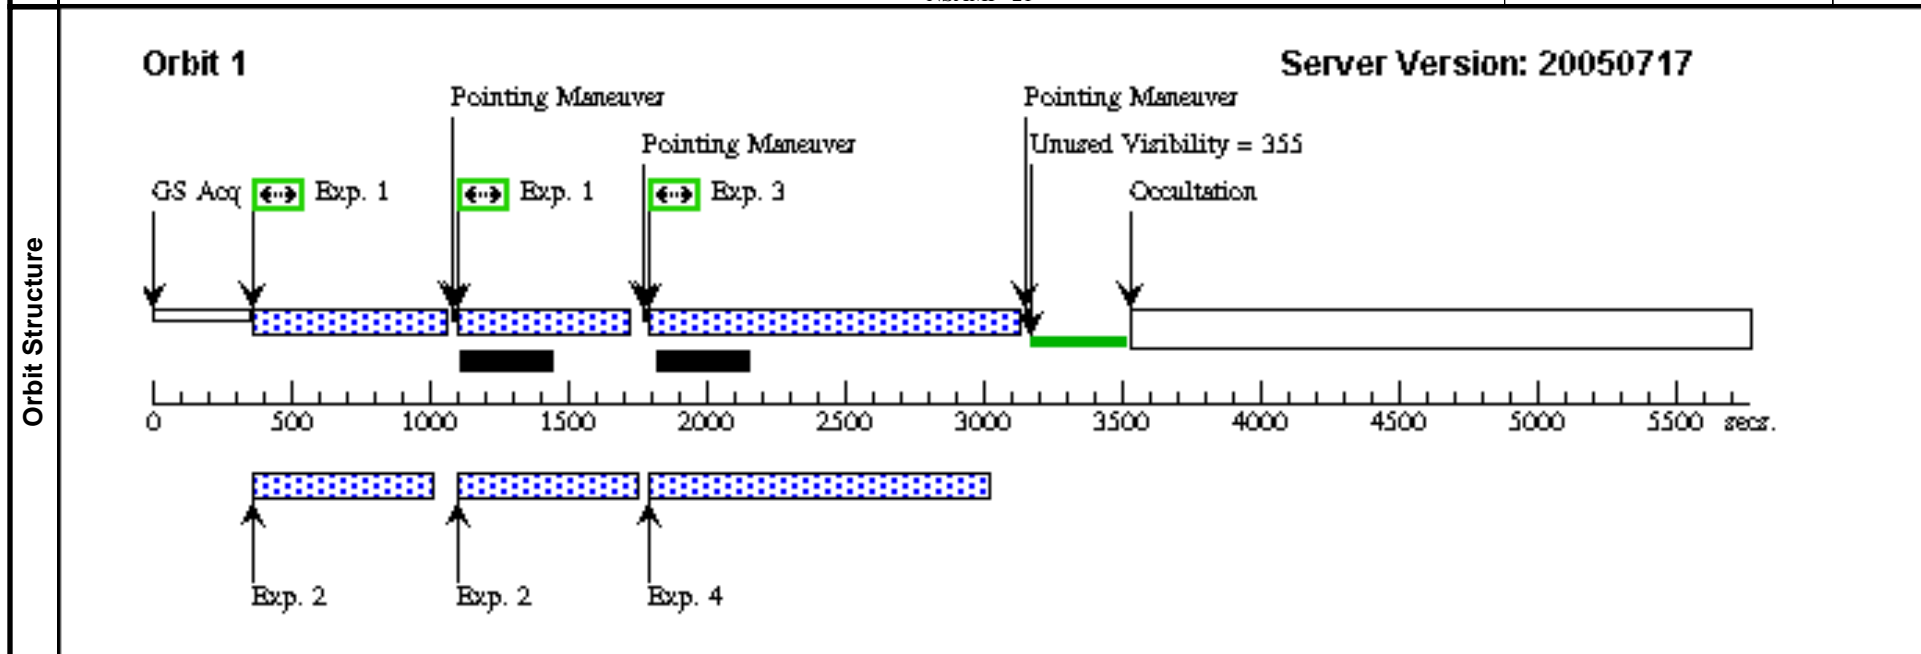 Orbit 1
Server Version: 20050717
Pointing Maneuver
Pointing Maneuver
Pointing Maneuver
Unused Visibility = 355
GS Acq
Exp. 1
Exp. 1
Exp. 3
Occultation
Orbit Structure
0 500 1000 1500 2000 2500 3000 3500 4000 4500 5000 5500 secs.
Exp. 2
Exp. 2
Exp. 4